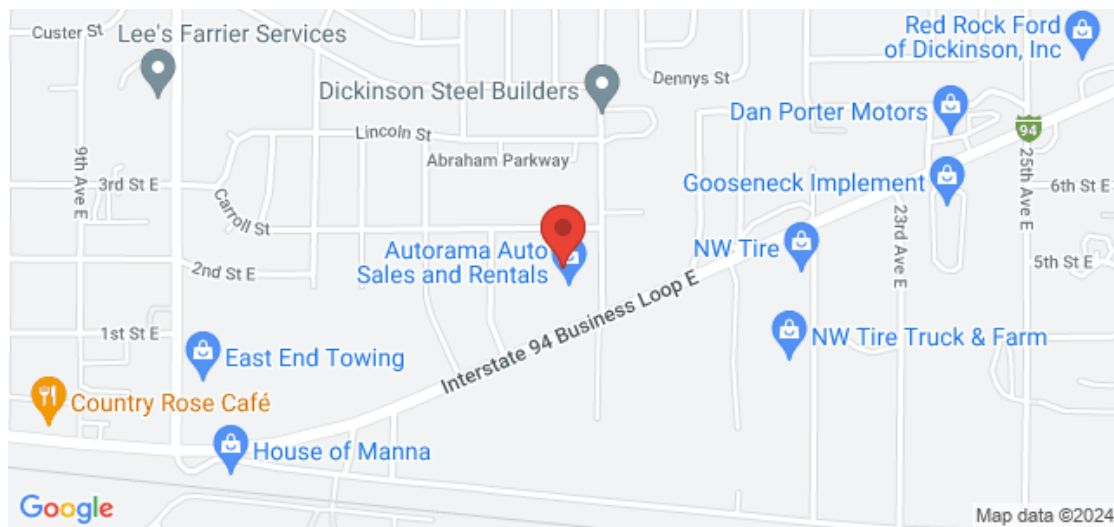 Custer St
Lee's Farrier Services
Red Rock Ford
of Dickinson, Inc
Dennys St
Dickinson Steel Builders
Dan Porter Motors
94
Lincoln St
Abraham Parkway
9th Ave E
25th Ave E
3rd St E
Gooseneck Implement
6th St E
Carroll St
23rd Ave E
Autorama Auto
Sales and Rentals
NW Tire
2nd St E
5th St E
Interstate 94 Business Loop E
1st St E
East End Towing
NW Tire Truck & Farm
Country Rose Café
House of Manna
Google
Map data ©2024